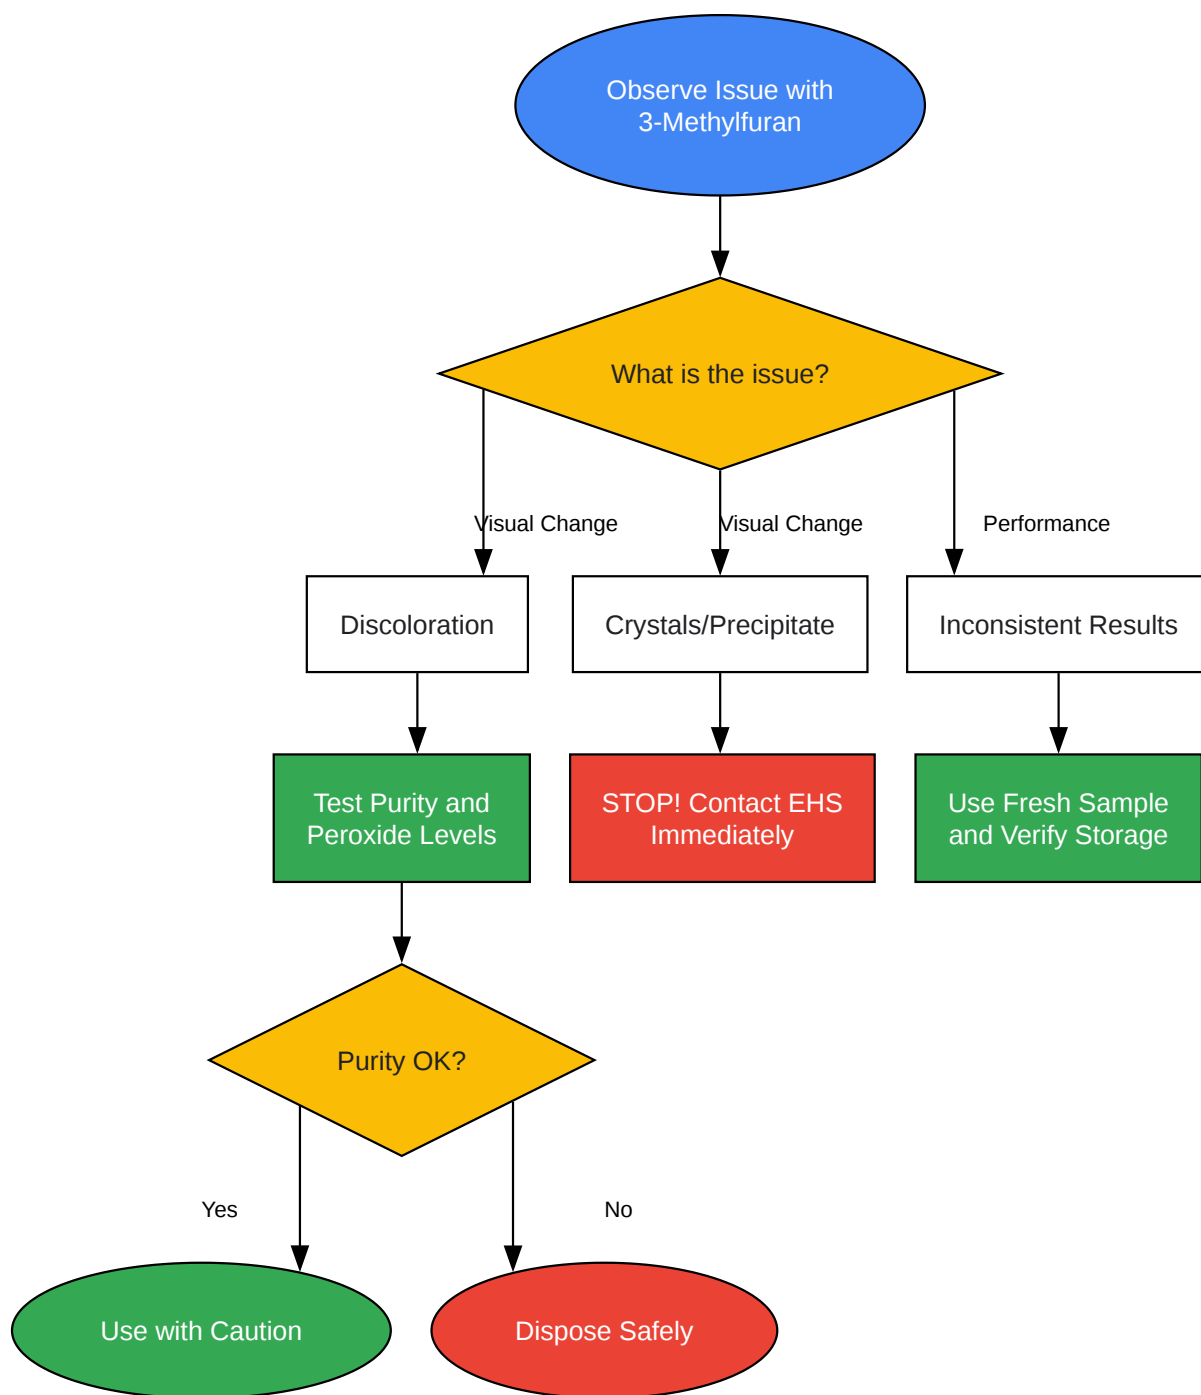 Observe Issue with
3-Methylfuran
What is the issue?
Visual Change
Visual Change
Performance
Discoloration
Crystals/Precipitate
Inconsistent Results
Test Purity and
Peroxide Levels
STOP! Contact EHS
Immediately
Use Fresh Sample
and Verify Storage
Purity OK?
Yes
No
Use with Caution
Dispose Safely